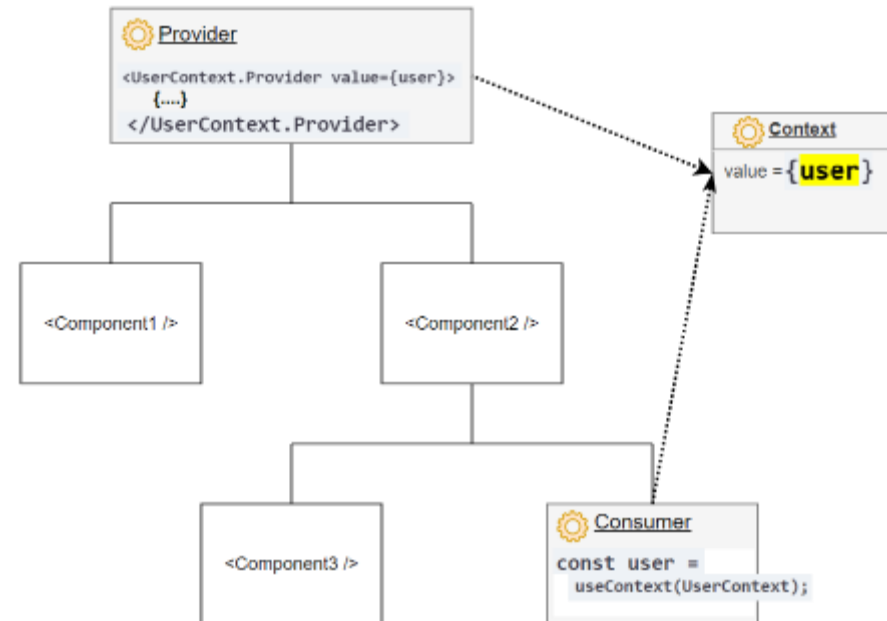 Provider
<UserContext.Provider value={user}>
{....}
</UserContext.Provider>
Context
value = {user}
<Component1 />
<Component2 />
<Component3 />
Consumer
const user =
useContext(UserContext);